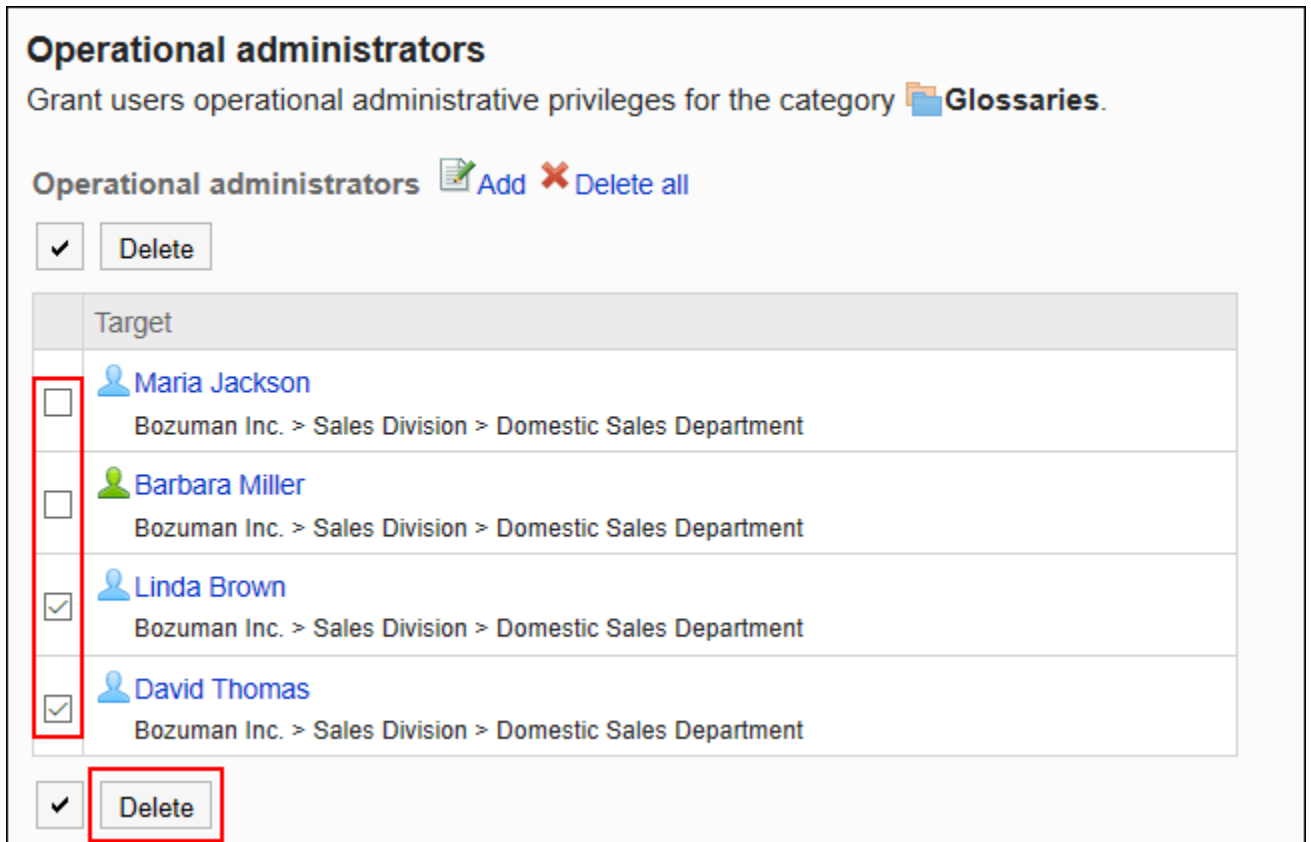 Operational administrators
Grant users operational administrative privileges for the category Glossaries.
Operational administrators Add Delete all
Delete
Target
Maria Jackson
Bozuman Inc. > Sales Division > Domestic Sales Department
Barbara Miller
Bozuman Inc. > Sales Division > Domestic Sales Department
Linda Brown
Bozuman Inc. > Sales Division > Domestic Sales Department
David Thomas
Bozuman Inc. > Sales Division > Domestic Sales Department
Delete